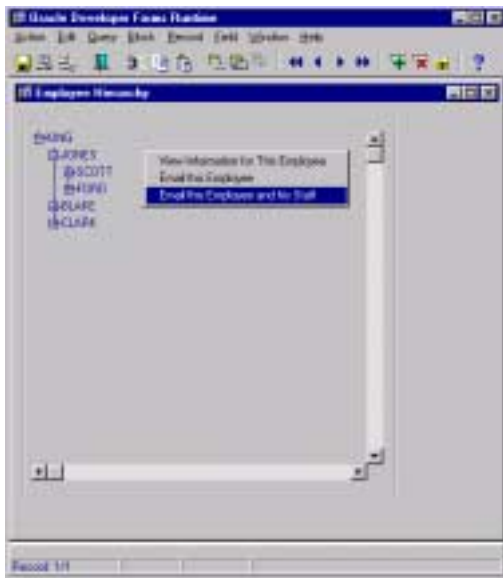 Oracle Developer Forms Runtime
Action Edit Query Block Record Field Window Help
Employee Hierarchy
KING
JONES
SCOTT
FORD
BLAKE
CLARK
View Information for This Employee
Email this Employee
Email this Employee and his Staff
Record: 1/1